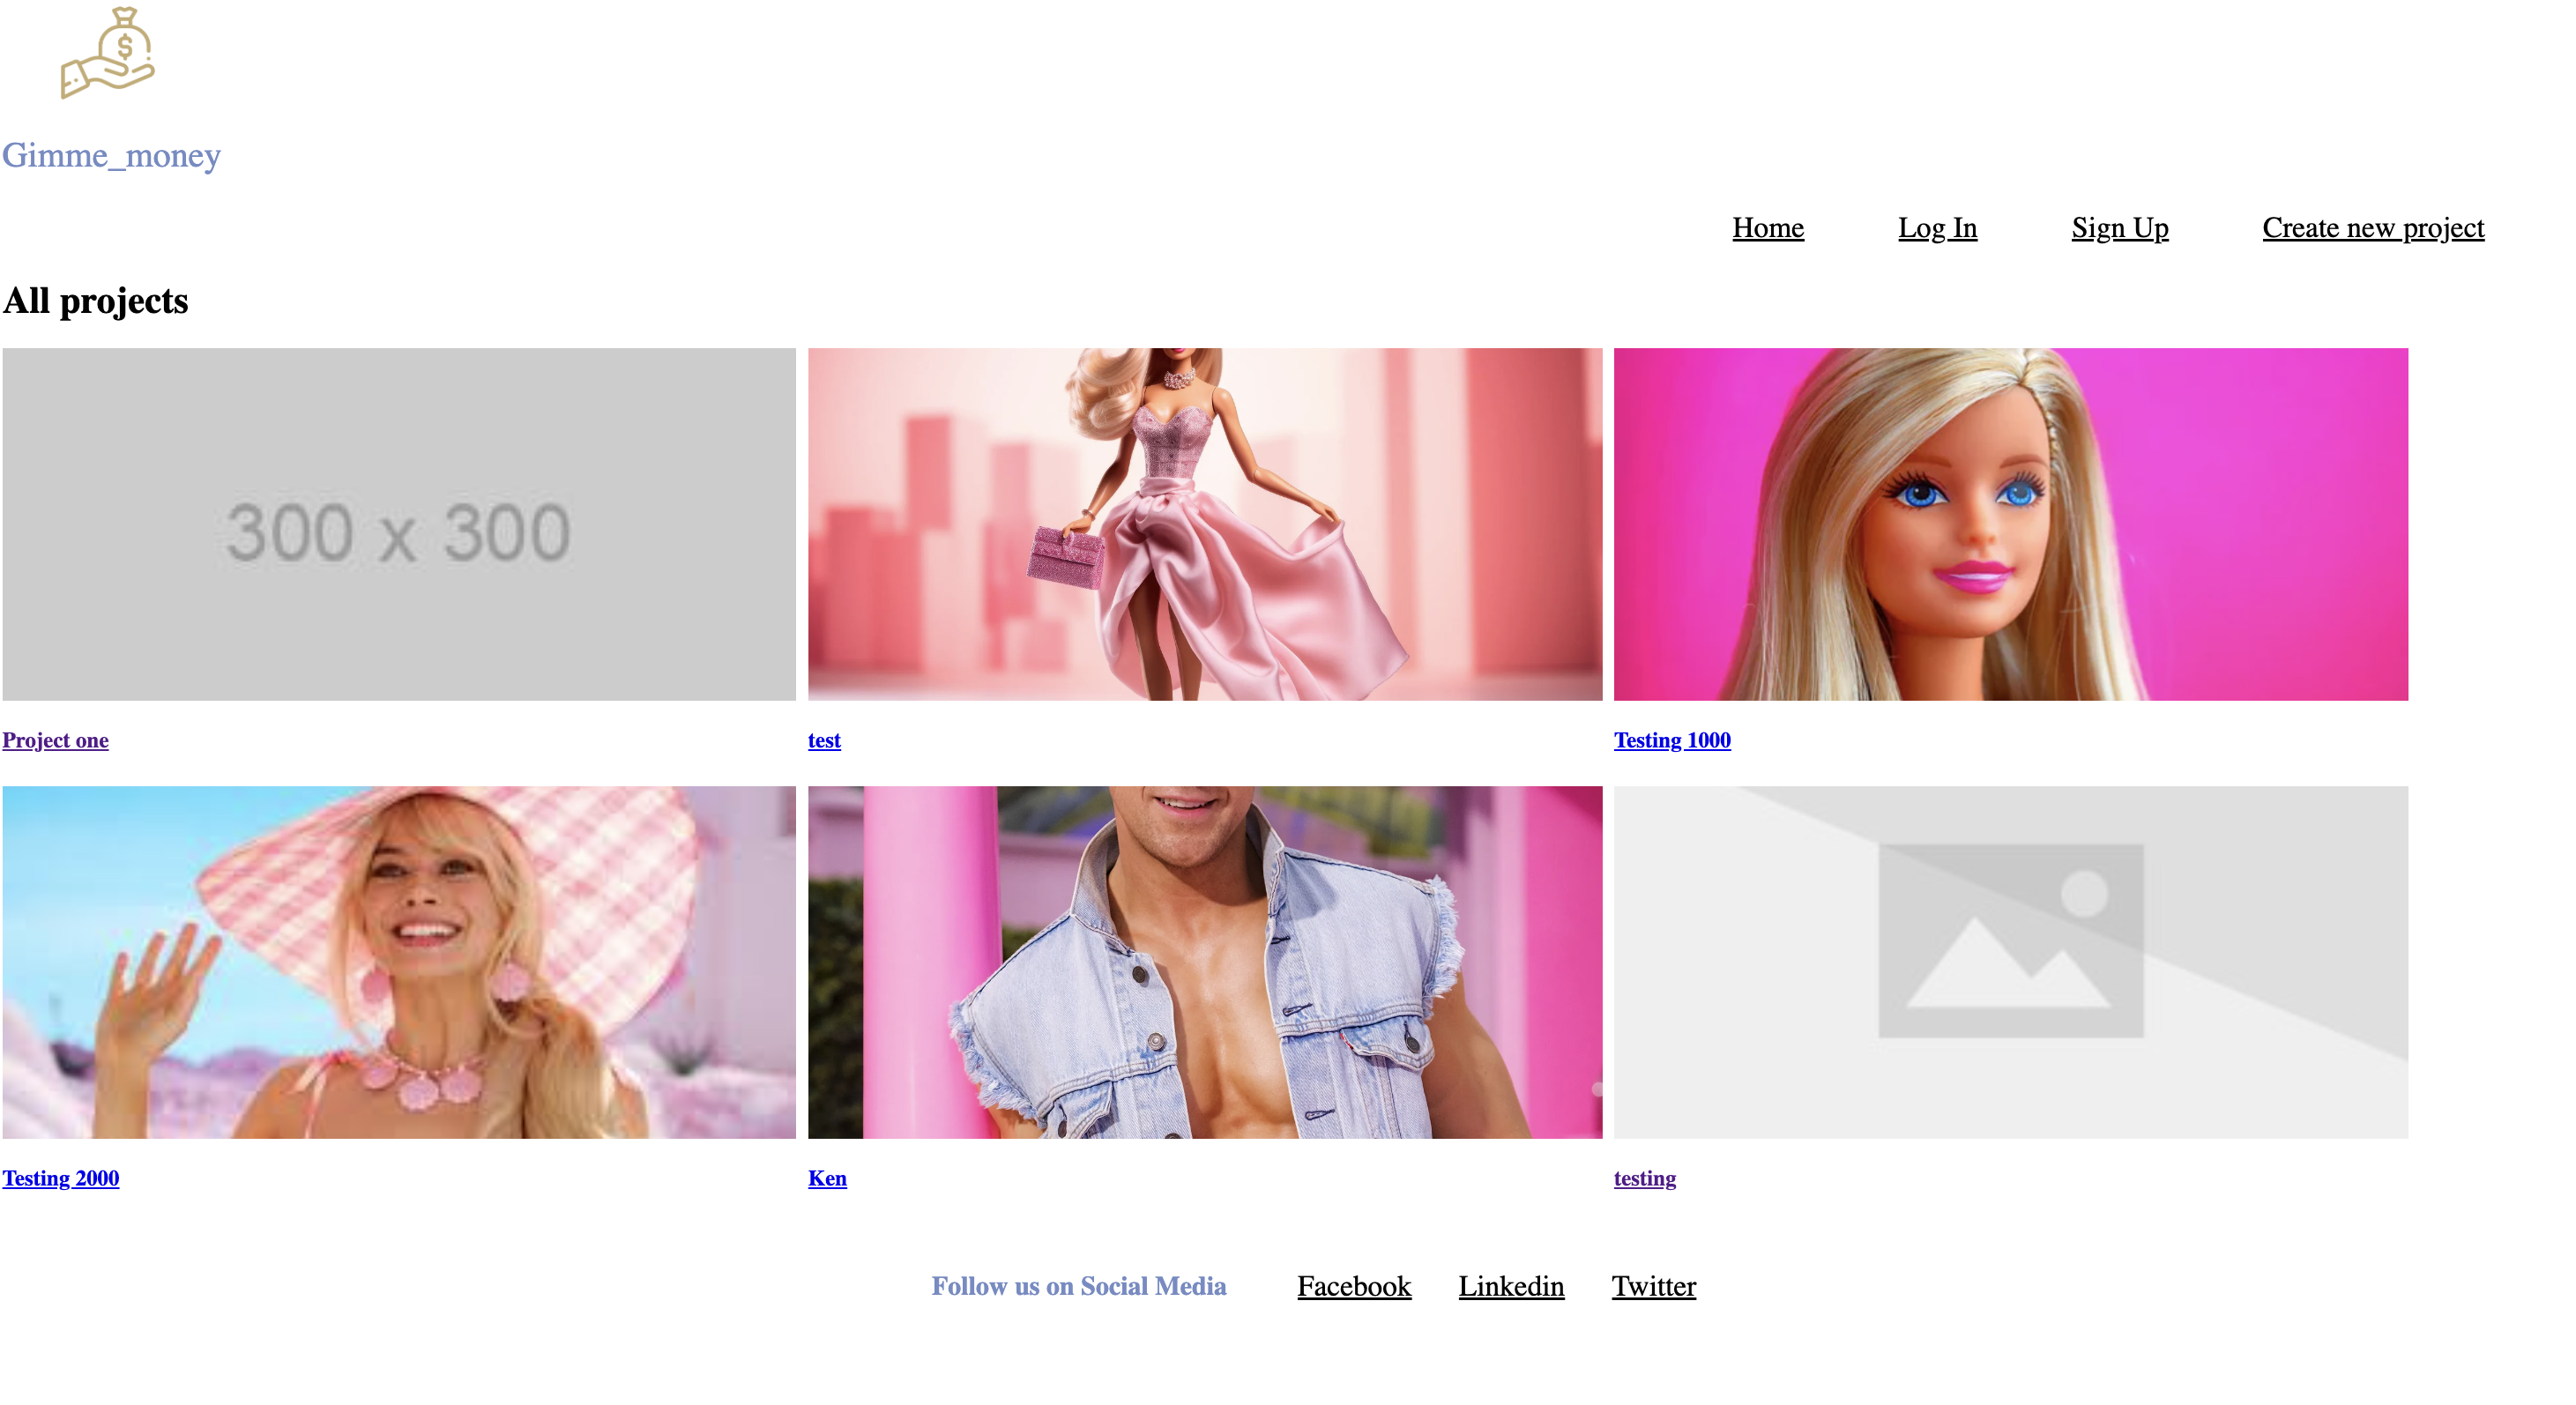 $
Gimme_money
Home Log In Sign Up Create new project
All projects
300 x 300
Project one test Testing 1000
Testing 2000 Ken testing
Follow us on Social Media Facebook Linkedin Twitter